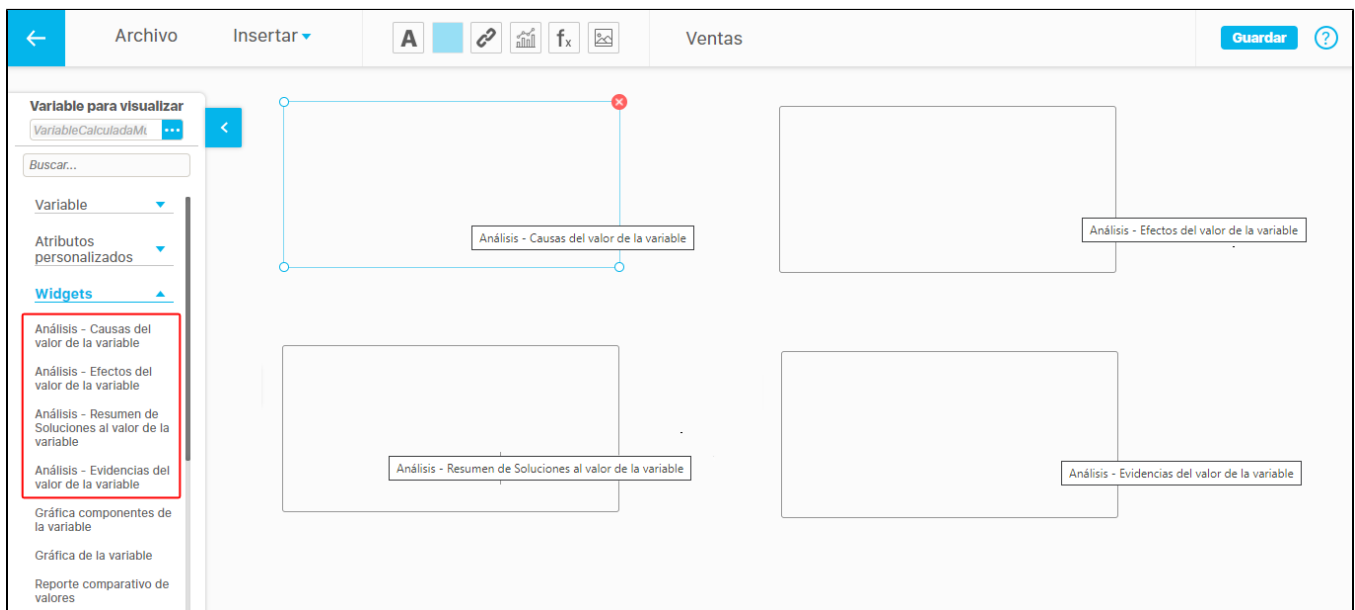 Archivo
Insertar
A
fx
Ventas
Guardar
?
Variable para visualizar
VariableCalculadaMu
Buscar...
Variable
Atributos
personalizados
Widgets
Análisis - Causas del
valor de la variable
Análisis - Efectos del
valor de la variable
Análisis - Resumen de
Soluciones al valor de la
variable
Análisis - Evidencias del
valor de la variable
Gráfica componentes de
la variable
Gráfica de la variable
Reporte comparativo de
valores
Análisis - Causas del valor de la variable
Análisis - Efectos del valor de la variable
Análisis - Resumen de Soluciones al valor de la variable
Análisis - Evidencias del valor de la variable